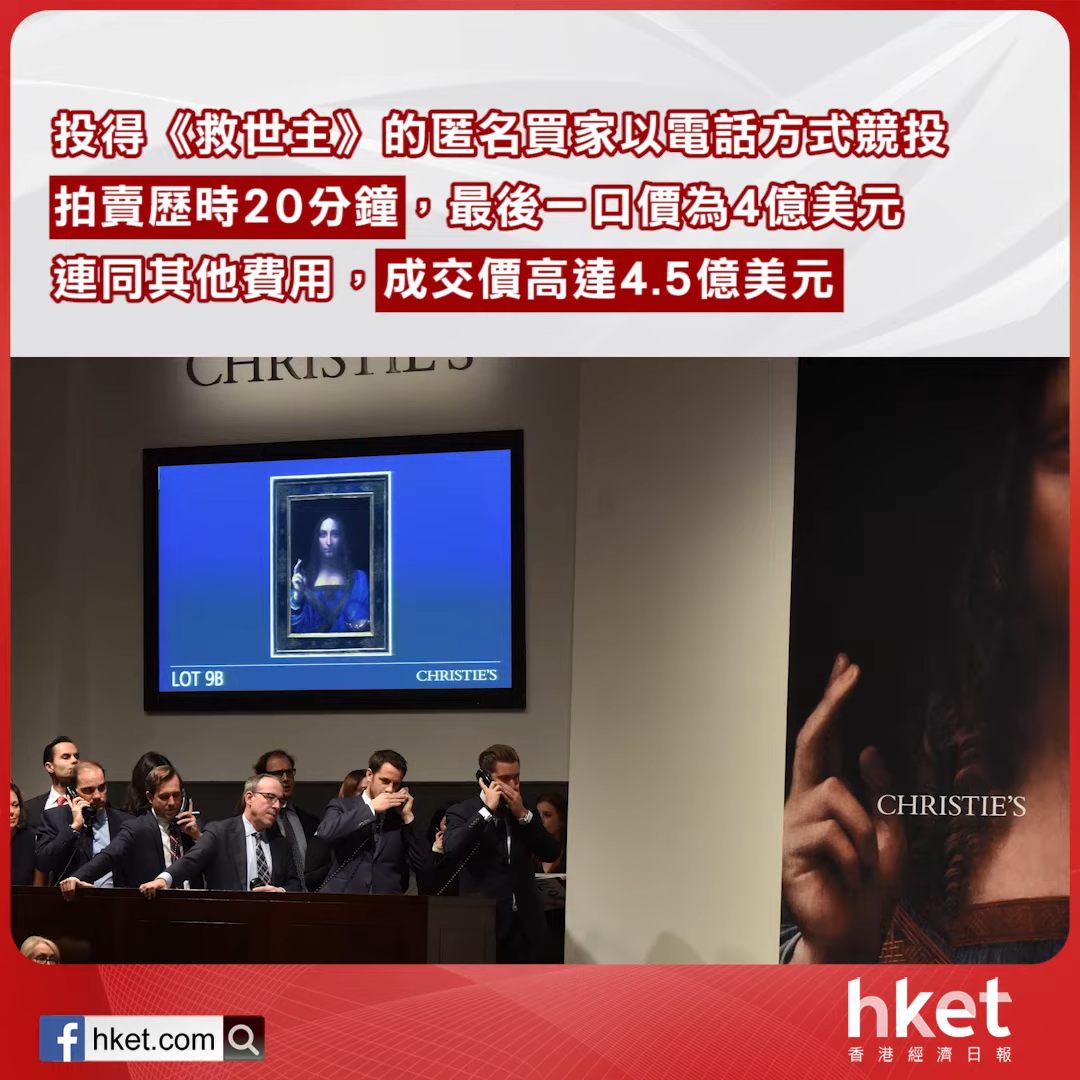 投得《救世主》的匿名買家以電話方式競投
拍賣歷時20分鐘，最後一口價為4億美元
連同其他費用，成交價高達4.5億美元
CHRISTIE'S
LOT 9B
CHRISTIE'S
CHRISTIE'S
hket.com
hket
香港經濟日報